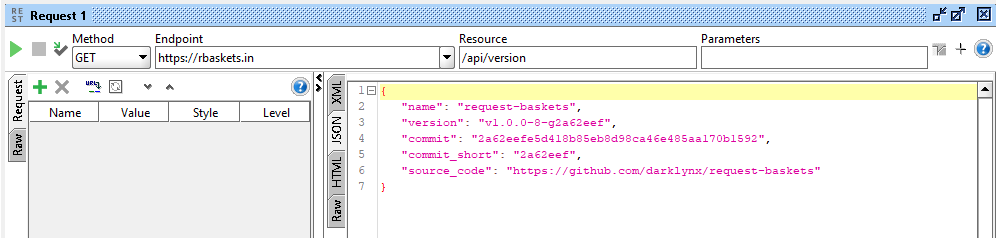 REST
Request 1
Method
Endpoint
Resource
Parameters
GET
https://rbaskets.in
/api/version
Request
Raw
URI
Name
Value
Style
Level
XML
JSON
HTML
Raw
1 {
2 "name": "request-baskets",
3 "version": "v1.0.0-8-g2a62eef",
4 "commit": "2a62eefe5d418b85eb8d98ca46e485aa170b1592",
5 "commit_short": "2a62eef",
6 "source_code": "https://github.com/darklynx/request-baskets"
7 }